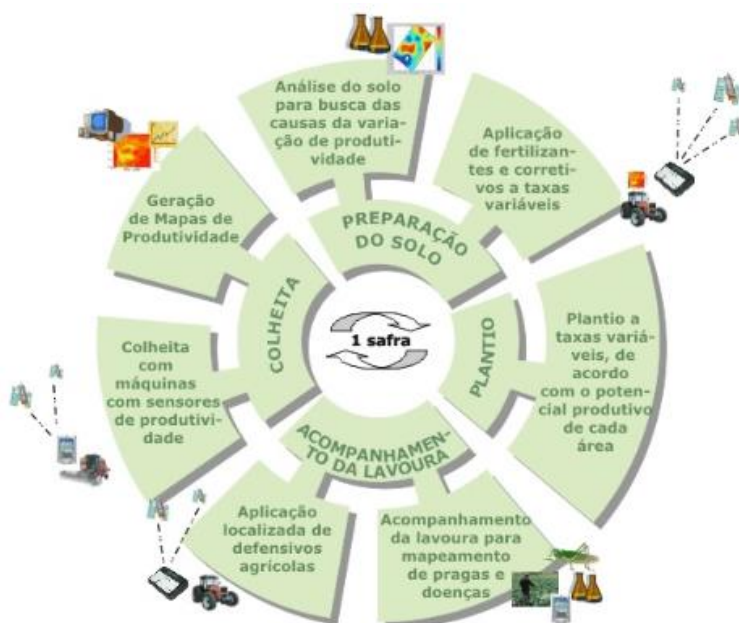 Análise do solo
para busca das
causas da varia-
ção de produti-
vidade
Aplicação
de fertilizan-
tes e correti-
vos a taxas
variáveis
Geração
de Mapas de
Produtividade
PREPARAÇÃO
DO SOLO
COLHEITA
1 safra
PLANTIO
Plantio a
taxas variá-
veis, de
acordo
com o poten-
cial produtivo
de cada
área
Colheita
com
máquinas
com sensores
de produti-
vidade
ACOMPANHAMEN-
TO DA LAVOURA
Aplicação
localizada de
defensivos
agrícolas
Acompanhamento
da lavoura para
mapeamento
de pragas e
doenças